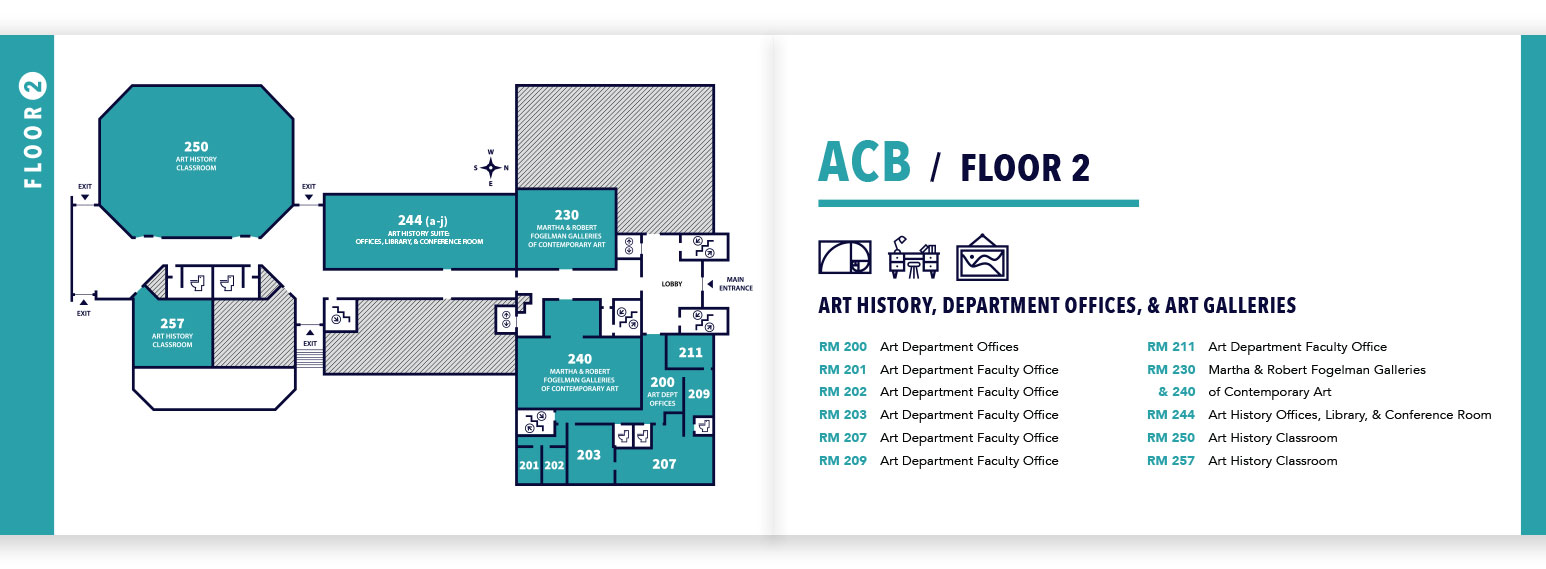 FLOOR 2
250
ART HISTORY
CLASSROOM
EXIT
EXIT
W
S
N
E
244 (a-j)
ART HISTORY SUITE:
OFFICES, LIBRARY, & CONFERENCE ROOM
230
MARTHA & ROBERT
FOGELMAN GALLERIES
OF CONTEMPORARY ART
LOBBY
MAIN
ENTRANCE
EXIT
257
ART HISTORY
CLASSROOM
EXIT
240
MARTHA & ROBERT
FOGELMAN GALLERIES
OF CONTEMPORARY ART
211
200
ART DEPT
OFFICES
209
201
202
203
207
ACB / FLOOR 2
ART HISTORY, DEPARTMENT OFFICES, & ART GALLERIES
RM 200 Art Department Offices
RM 201 Art Department Faculty Office
RM 202 Art Department Faculty Office
RM 203 Art Department Faculty Office
RM 207 Art Department Faculty Office
RM 209 Art Department Faculty Office
RM 211 Art Department Faculty Office
RM 230 Martha & Robert Fogelman Galleries
& 240 of Contemporary Art
RM 244 Art History Offices, Library, & Conference Room
RM 250 Art History Classroom
RM 257 Art History Classroom